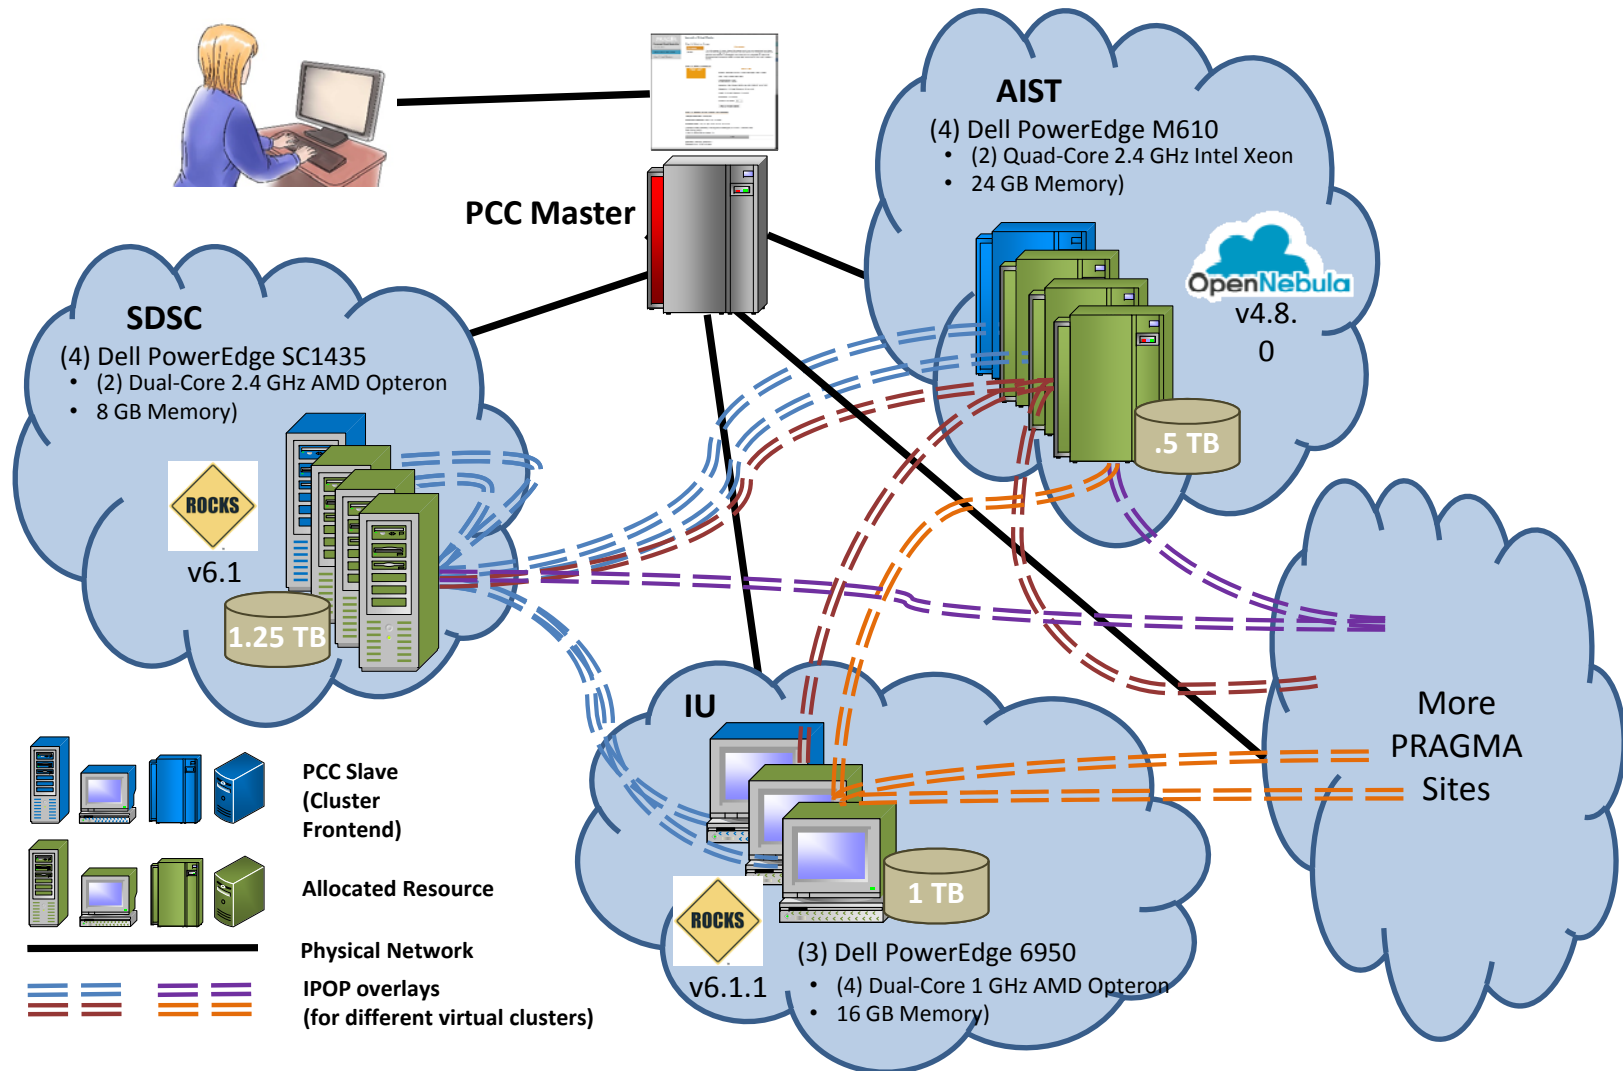 PCC Master
AIST
(4) Dell PowerEdge M610
• (2) Quad-Core 2.4 GHz Intel Xeon
• 24 GB Memory)
OpenNebula
v4.8.
0
.5 TB
SDSC
(4) Dell PowerEdge SC1435
• (2) Dual-Core 2.4 GHz AMD Opteron
• 8 GB Memory)
ROCKS
v6.1
1.25 TB
IU
ROCKS
v6.1.1
1 TB
(3) Dell PowerEdge 6950
• (4) Dual-Core 1 GHz AMD Opteron
• 16 GB Memory)
More
PRAGMA
Sites
PCC Slave
(Cluster
Frontend)
Allocated Resource
Physical Network
IPOP overlays
(for different virtual clusters)